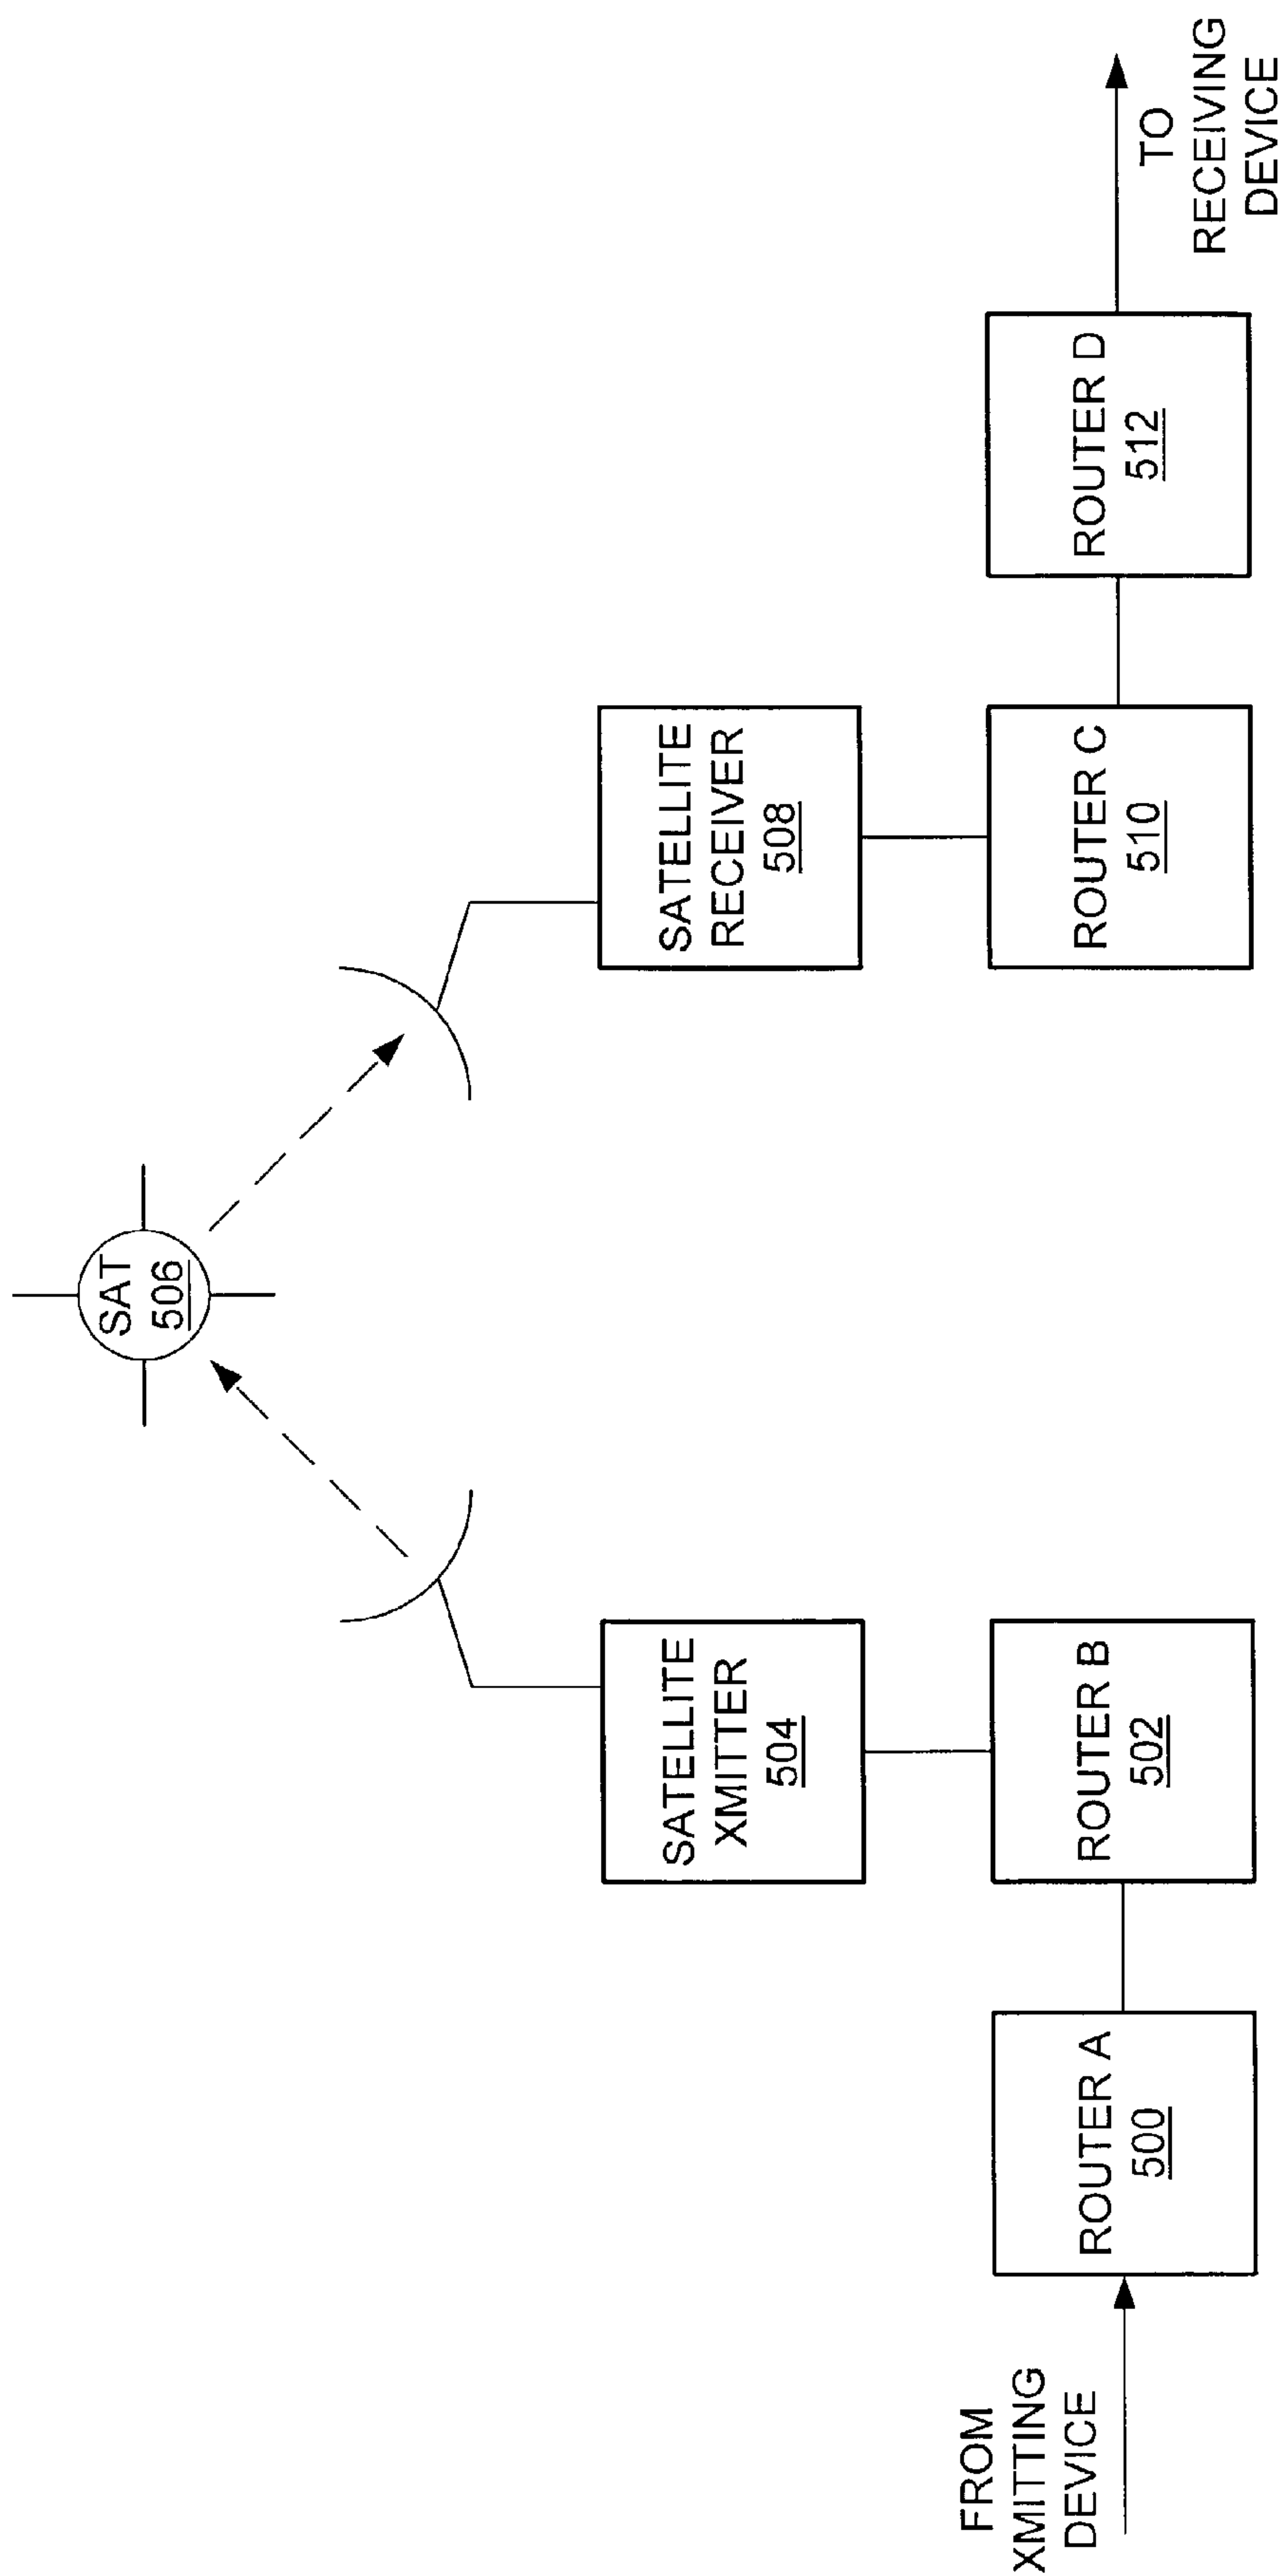 SAT
506
SATELLITE
XMITTER
504
SATELLITE
RECEIVER
508
FROM
XMITTING
DEVICE
ROUTER A
500
ROUTER B
502
ROUTER C
510
ROUTER D
512
TO
RECEIVING
DEVICE